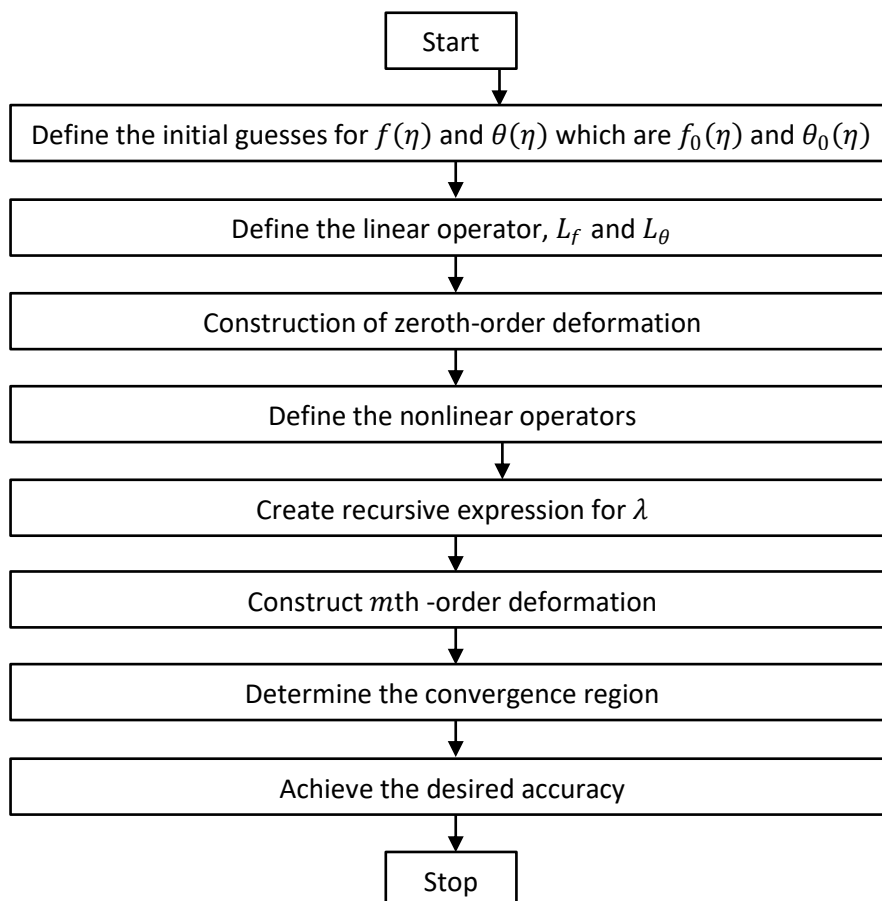 Start
Define the initial guesses for 𝑓(𝜂) and 𝜃(𝜂) which are 𝑓₀(𝜂) and 𝜃₀(𝜂)
Define the linear operator, 𝐿𝑓 and 𝐿𝜃
Construction of zeroth-order deformation
Define the nonlinear operators
Create recursive expression for 𝜆
Construct 𝑚th -order deformation
Determine the convergence region
Achieve the desired accuracy
Stop